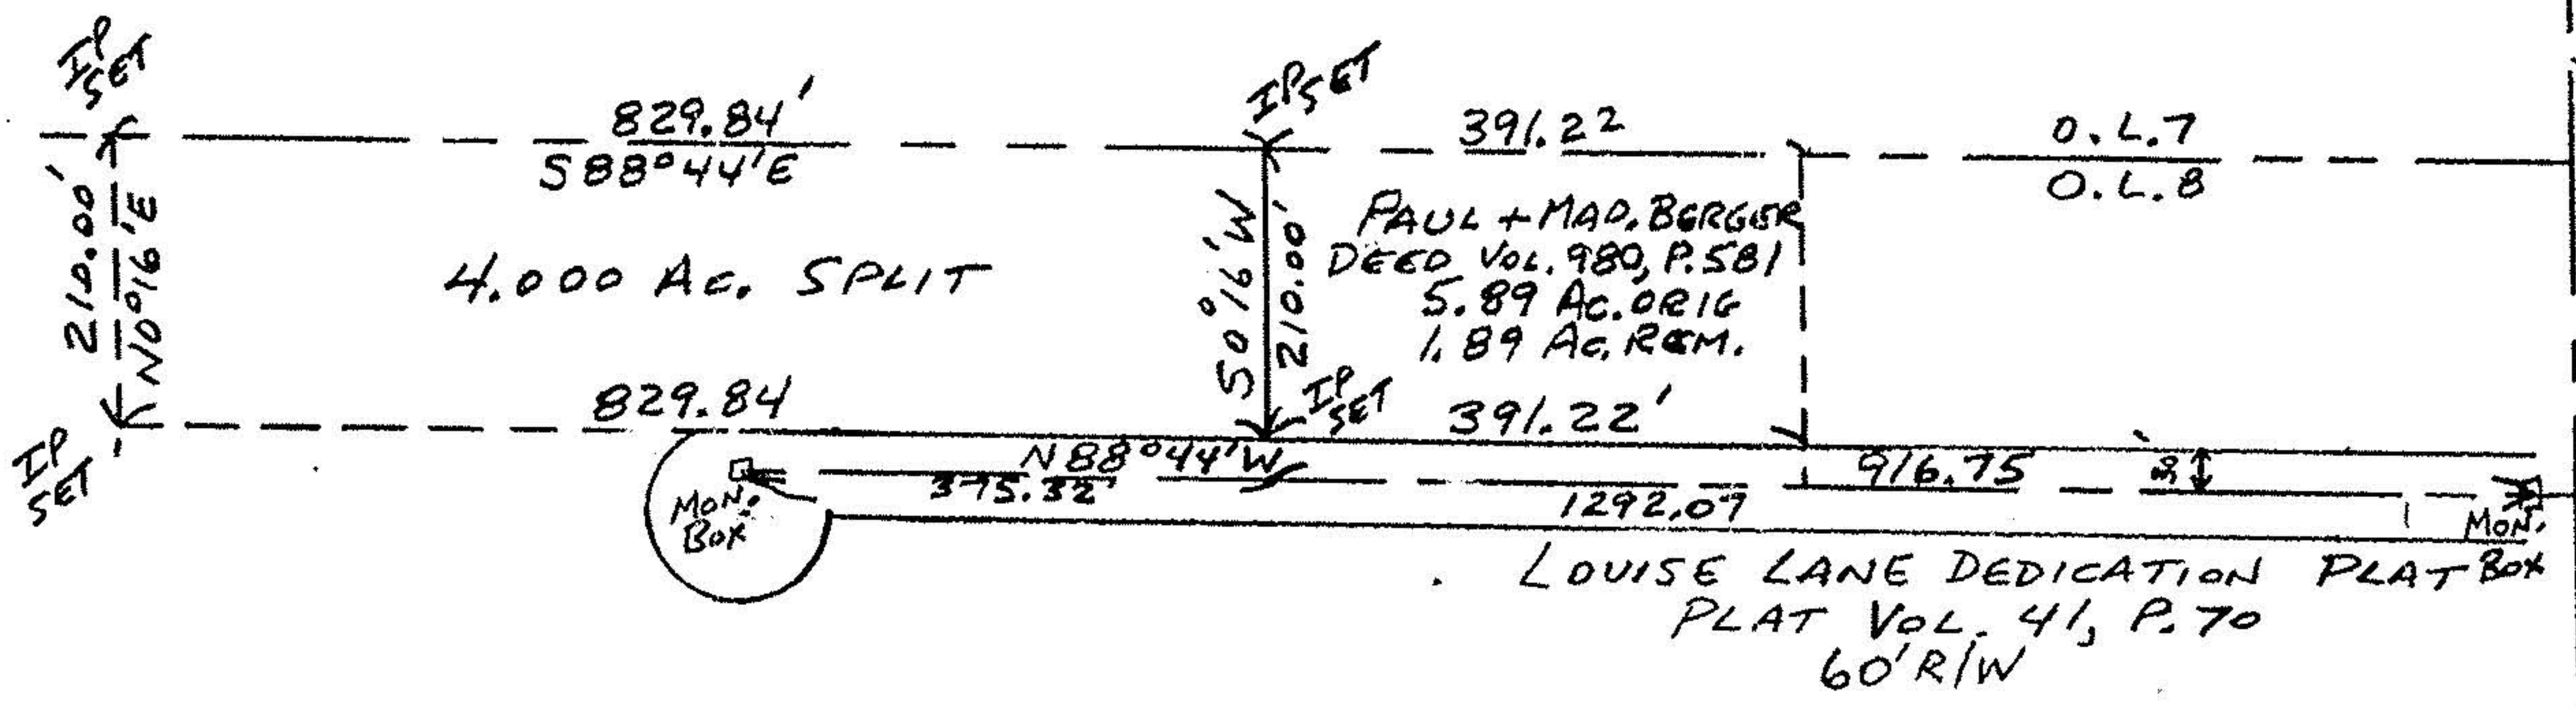 IP
SET
829.84'
S88°44'E
IP SET
391.22
O.L.7
O.L.8
210.00'
N0°16'E
4.000 Ac. SPLIT
S0°16'W
210.00'
PAUL + MAD. BERGER
DEED VOL. 980, P. 581
5.89 Ac. ORIG
1.89 Ac. REM.
829.84
IP
SET
391.22'
IP
SET
N88°44'W
375.32'
916.75
1292.07
MON.
BOX
MON.
BOX
LOUISE LANE DEDICATION PLAT
PLAT VOL. 41, P. 70
60' R/W